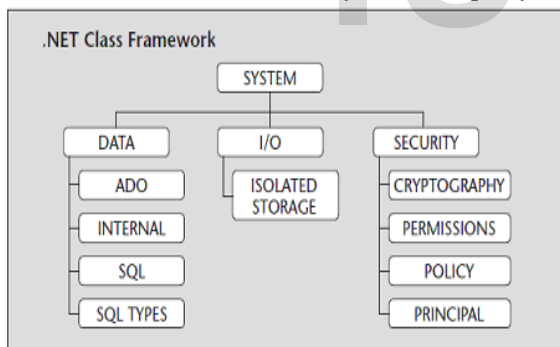 .NET Class Framework
SYSTEM
DATA
I/O
SECURITY
ADO
INTERNAL
SQL
SQL TYPES
ISOLATED
STORAGE
CRYPTOGRAPHY
PERMISSIONS
POLICY
PRINCIPAL